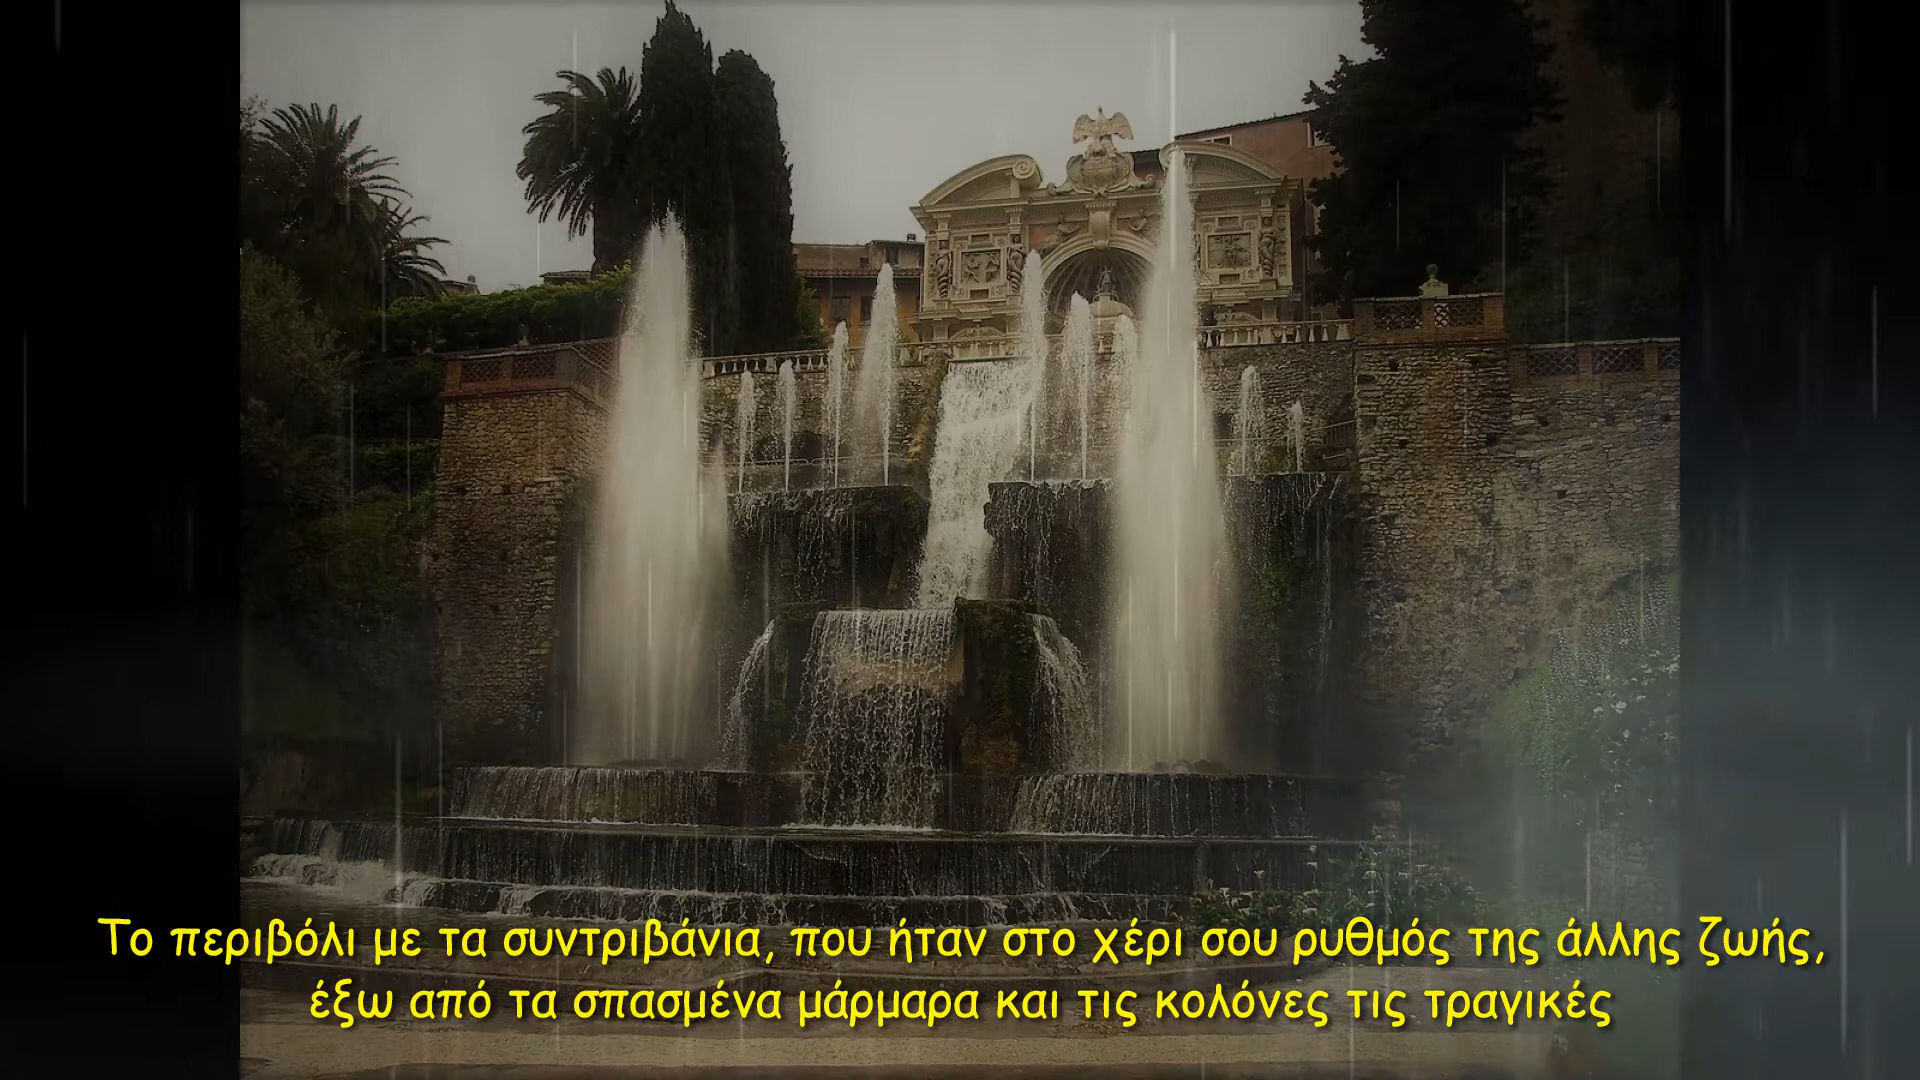 Το περιβόλι με τα συντριβάνια, που ήταν στο χέρι σου ρυθμός της άλλης ζωής,
έξω από τα σπασμένα μάρμαρα και τις κολόνες τις τραγικές